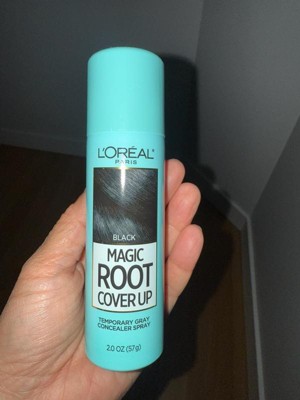 L'ORÉAL
PARIS
BLACK
MAGIC
ROOT
COVER UP
TEMPORARY GRAY
CONCEALER SPRAY
2.0 OZ (57g)